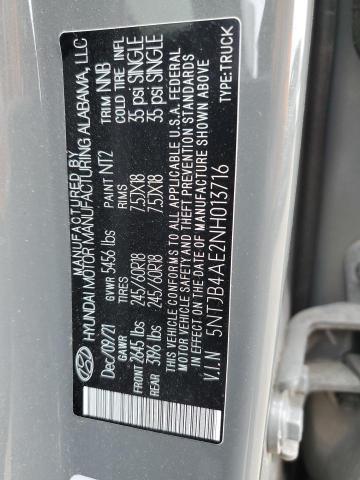 MANUFACTURED BY
HYUNDAI MOTOR MANUFACTURING ALABAMA, LLC
Dec/09/21 GVWR 5456 lbs PAINT NT2 TRIM NNB
GAWR TIRES RIMS COLD TIRE INFL
FRONT 2645 lbs 245/60R18 7.5JX18 35 psi SINGLE
REAR 3196 lbs 245/60R18 7.5JX18 35 psi SINGLE
THIS VEHICLE CONFORMS TO ALL APPLICABLE U.S.A. FEDERAL
MOTOR VEHICLE SAFETY AND THEFT PREVENTION STANDARDS
IN EFFECT ON THE DATE OF MANUFACTURE SHOWN ABOVE.
V.I.N 5NTJB4AE2NH013716 TYPE:TRUCK